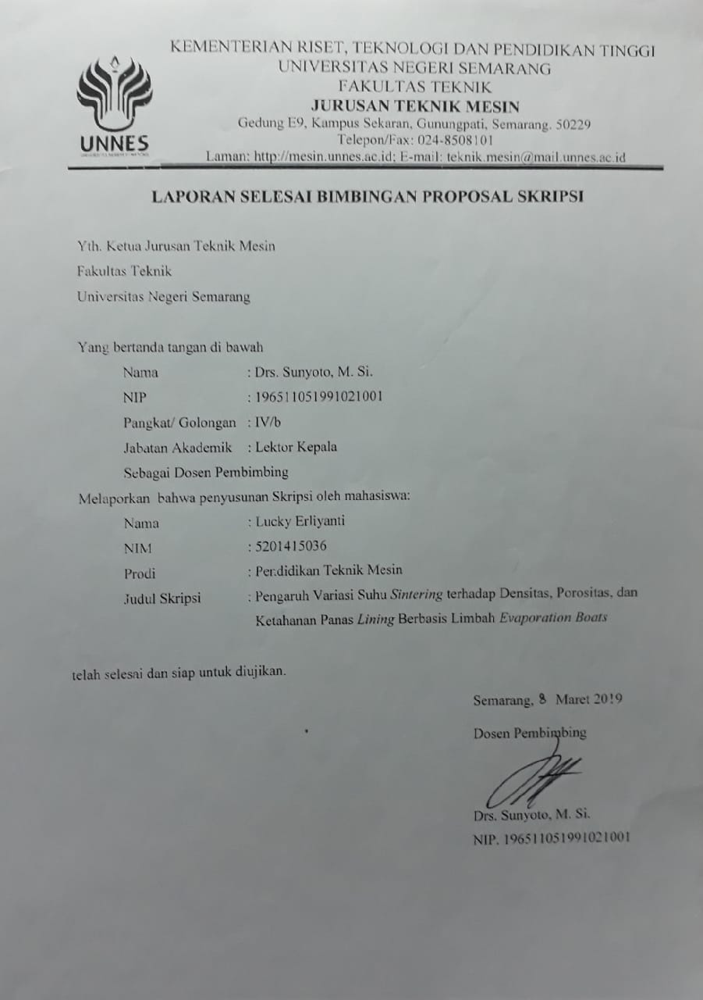 KEMENTERIAN RISET, TEKNOLOGI DAN PENDIDIKAN TINGGI
UNIVERSITAS NEGERI SEMARANG
FAKULTAS TEKNIK
JURUSAN TEKNIK MESIN
Gedung E9, Kampus Sekaran, Gunungpati, Semarang. 50229
Telepon/Fax: 024-8508101
Laman: http://mesin.unnes.ac.id; E-mail: teknik.mesin@mail.unnes.ac.id
UNNES
LAPORAN SELESAI BIMBINGAN PROPOSAL SKRIPSI
Yth. Ketua Jurusan Teknik Mesin
Fakultas Teknik
Universitas Negeri Semarang
Yang bertanda tangan di bawah
Nama : Drs. Sunyoto, M. Si.
NIP : 196511051991021001
Pangkat/ Golongan : IV/b
Jabatan Akademik : Lektor Kepala
Sebagai Dosen Pembimbing
Melaporkan bahwa penyusunan Skripsi oleh mahasiswa:
Nama : Lucky Erliyanti
NIM : 5201415036
Prodi : Pendidikan Teknik Mesin
Judul Skripsi : Pengaruh Variasi Suhu Sintering terhadap Densitas, Porositas, dan
Ketahanan Panas Lining Berbasis Limbah Evaporation Boats
telah selesai dan siap untuk diujikan.
Semarang, 8 Maret 2019
Dosen Pembimbing
Drs. Sunyoto, M. Si.
NIP. 196511051991021001